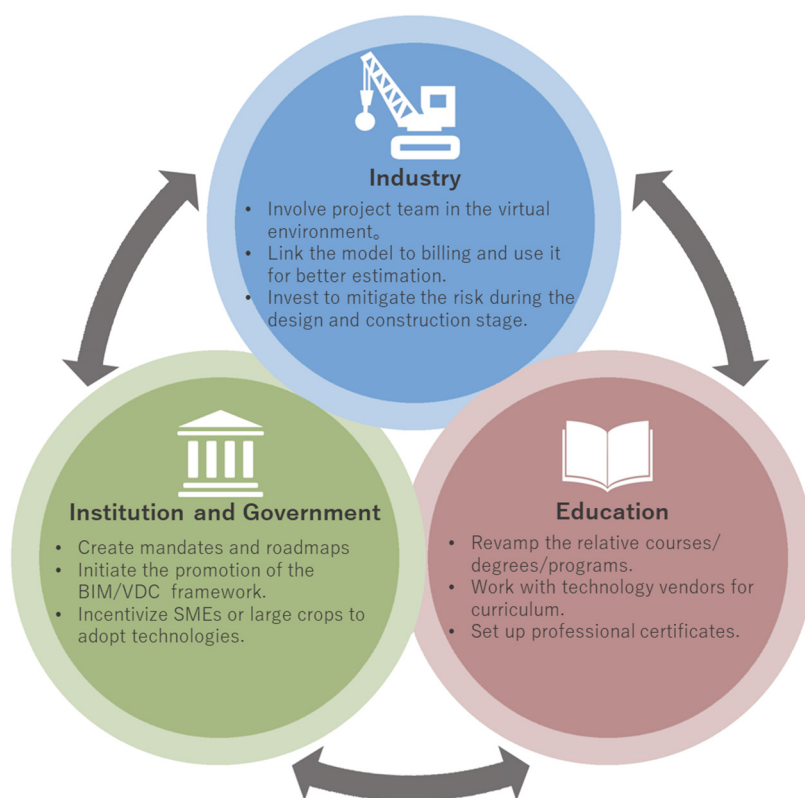 Industry
• Involve project team in the virtual
environment。
• Link the model to billing and use it
for better estimation.
• Invest to mitigate the risk during the
design and construction stage.
Institution and Government
• Create mandates and roadmaps
• Initiate the promotion of the
BIM/VDC framework.
• Incentivize SMEs or large crops to
adopt technologies.
Education
• Revamp the relative courses/
degrees/programs.
• Work with technology vendors for
curriculum.
• Set up professional certificates.